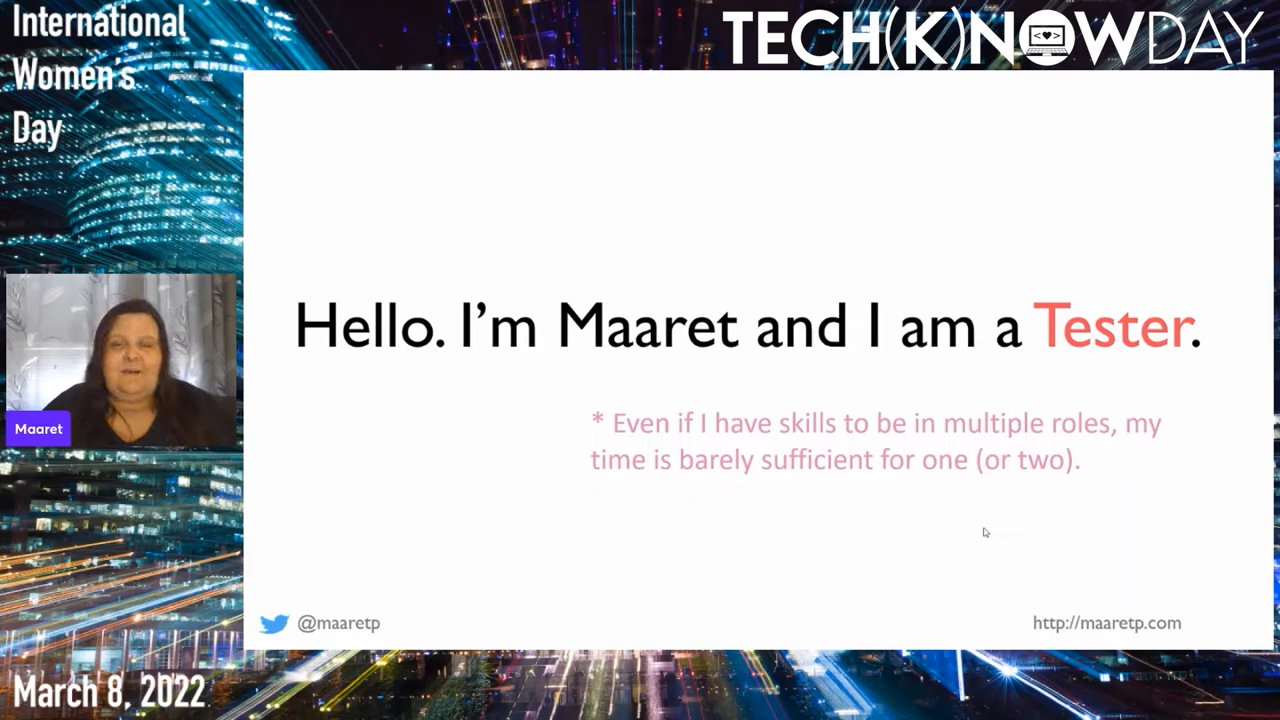 International
Women's
Day
TECH(K)NOWDAY
Hello. I’m Maaret and I am a Tester.
* Even if I have skills to be in multiple roles, my
time is barely sufficient for one (or two).
Maaret
@maaretp
http://maaretp.com
March 8, 2022